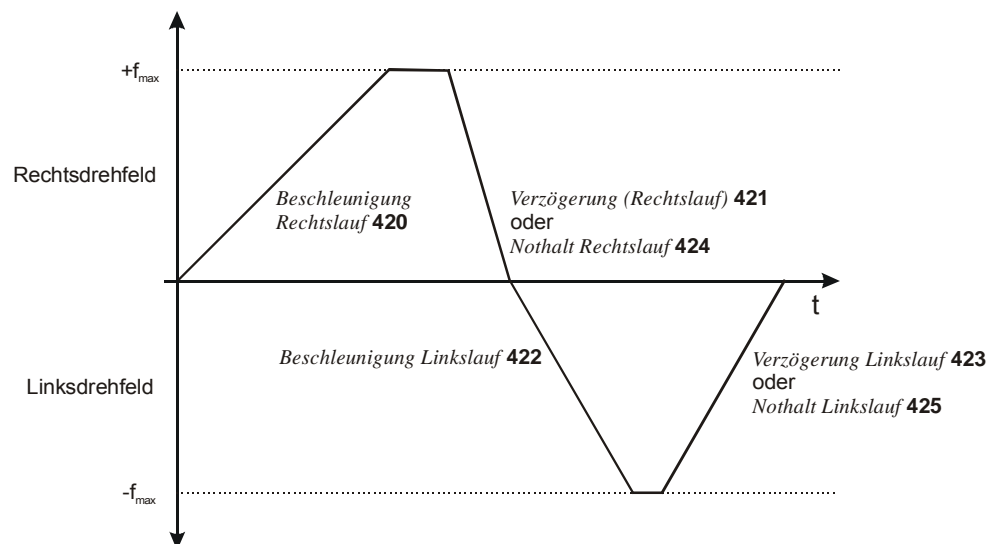 +fmax
Rechtsdrehfeld
Beschleunigung
Rechtslauf 420
Verzögerung (Rechtslauf) 421
oder
Nothalt Rechtslauf 424
t
Beschleunigung Linkslauf 422
Linksdrehfeld
Verzögerung Linkslauf 423
oder
Nothalt Linkslauf 425
-fmax